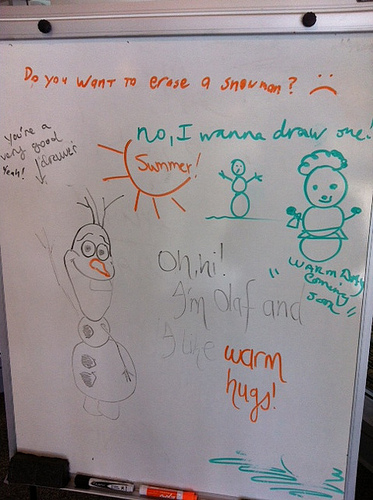 Do you want to erase a snowman? :(
you're a
very good
drawer
Yeah!
no, I wanna draw one!
Summer!
Oh, hi!
I'm Olaf and
I like warm
hugs!
"WARM Days
Coming
Soon"